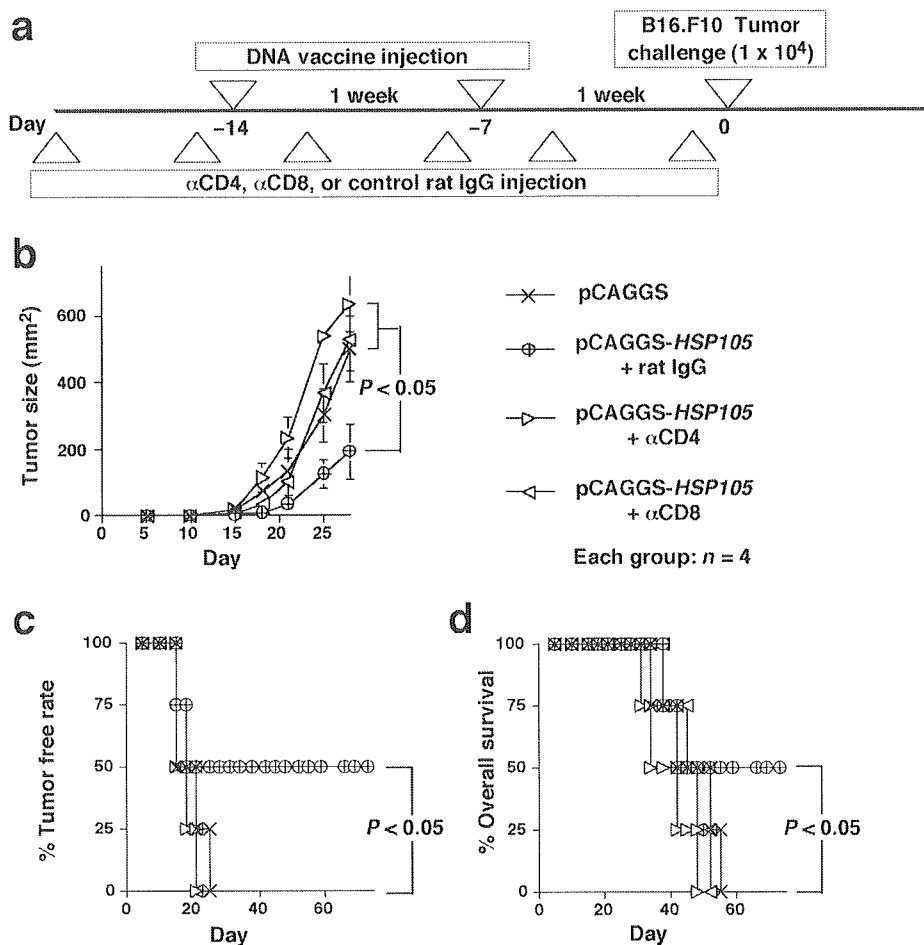 a
B16.F10 Tumor
challenge (1 x 10⁴)
DNA vaccine injection
1 week
1 week
Day
−14
−7
0
αCD4, αCD8, or control rat IgG injection
b
Tumor size (mm²)
600
400
200
0
0
5
10
15
20
25
Day
P < 0.05
pCAGGS
pCAGGS-HSP105
+ rat IgG
pCAGGS-HSP105
+ αCD4
pCAGGS-HSP105
+ αCD8
Each group: n = 4
c
% Tumor free rate
100
75
50
25
0
0
20
40
60
Day
P < 0.05
d
% Overall survival
100
75
50
25
0
0
20
40
60
Day
P < 0.05